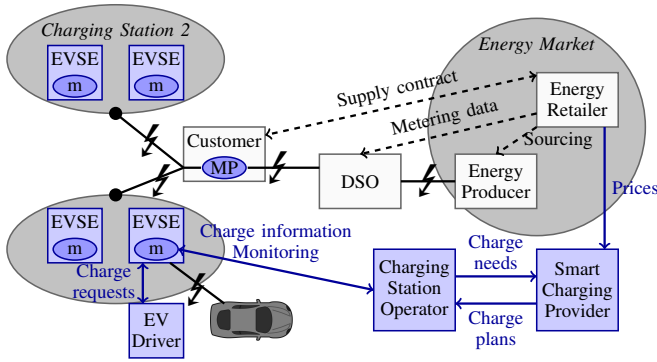 Charging Station 2
EVSE
m
EVSE
m
Energy Market
Energy
Retailer
Supply contract
Metering data
Sourcing
Customer
MP
DSO
Energy
Producer
Prices
EVSE
m
EVSE
m
Charge information
Monitoring
Charge
requests
EV
Driver
Charging
Station
Operator
Charge
needs
Charge
plans
Smart
Charging
Provider